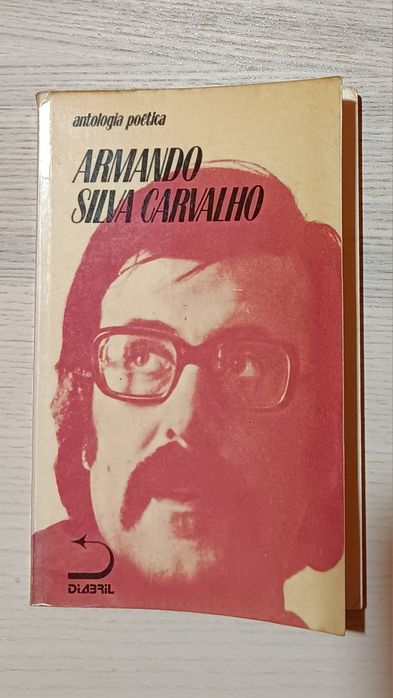 antologia poética
ARMANDO
SILVA CARVALHO
DIABRIL